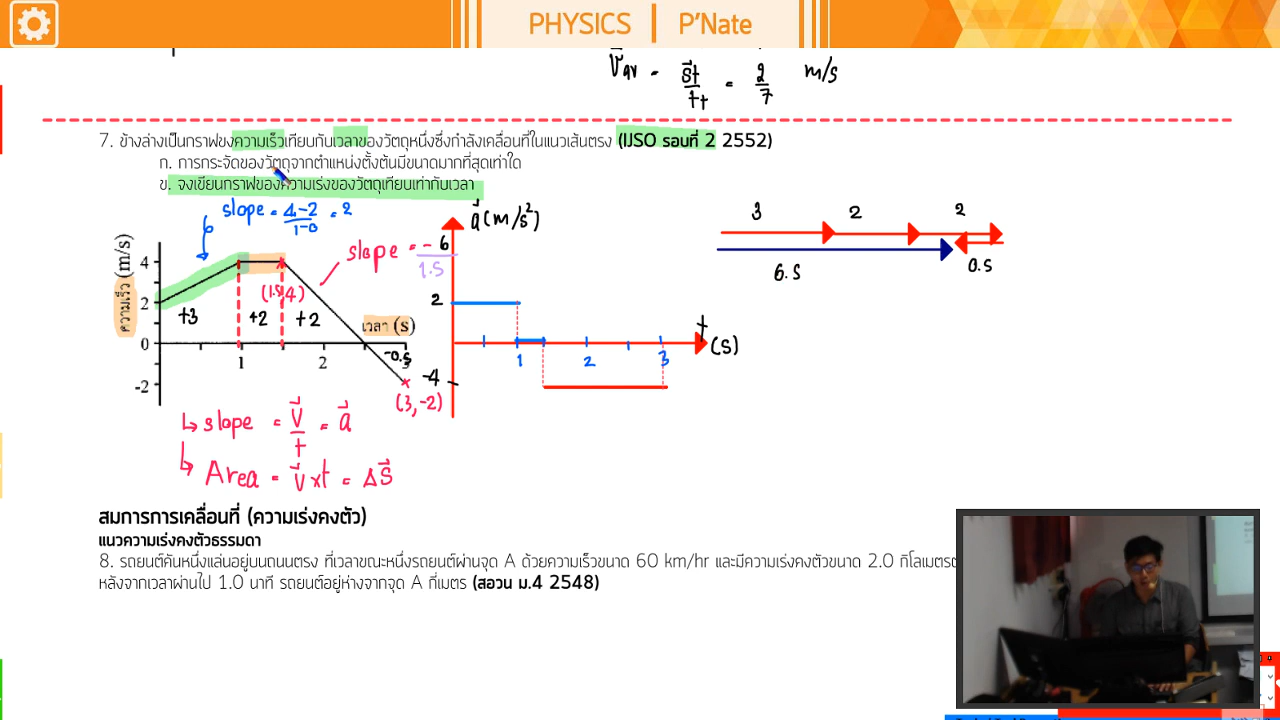 PHYSICS | P'Nate
V⃗av = s⃗t/tt = 2/7 m/s
7. ข้างล่างเป็นกราฟขงความเร็วเทียบกับเวลาของวัตถุหนึ่งซึ่งกำลังเคลื่อนที่ในแนวเส้นตรง (IJSO รอบที่ 2 2552)
ก. การกระจัดของวัตถุจากตำแหน่งตั้งต้นมีขนาดมากที่สุดเท่าใด
ข. จงเขียนกราฟของความเร่งของวัตถุเทียบเท่ากับเวลา
slope = 4-2/1-0 = 2
slope = -6/1.5
ความเร็ว (m/s)
4
2
0
-2
1
2
3
เวลา (s)
(1.5,4)
+3
+2
+2
-0.5
(3,-2)
a⃗ (m/s²)
2
-4
1
2
3
t
(s)
3
2
2
6.5
0.5
↳ slope = v⃗/t = a⃗
↳ Area = v⃗xt = Δs⃗
สมการการเคลื่อนที่ (ความเร่งคงตัว)
แนวความเร่งคงตัวธรรมดา
8. รถยนต์คันหนึ่งแล่นอยู่บนถนนตรง ที่เวลาขณะหนึ่งรถยนต์ผ่านจุด A ด้วยความเร็วขนาด 60 km/hr และมีความเร่งคงตัวขนาด 2.0 กิโลเมตร
หลังจากเวลาผ่านไป 1.0 นาที รถยนต์อยู่ห่างจากจุด A กี่เมตร (สอวน ม.4 2548)